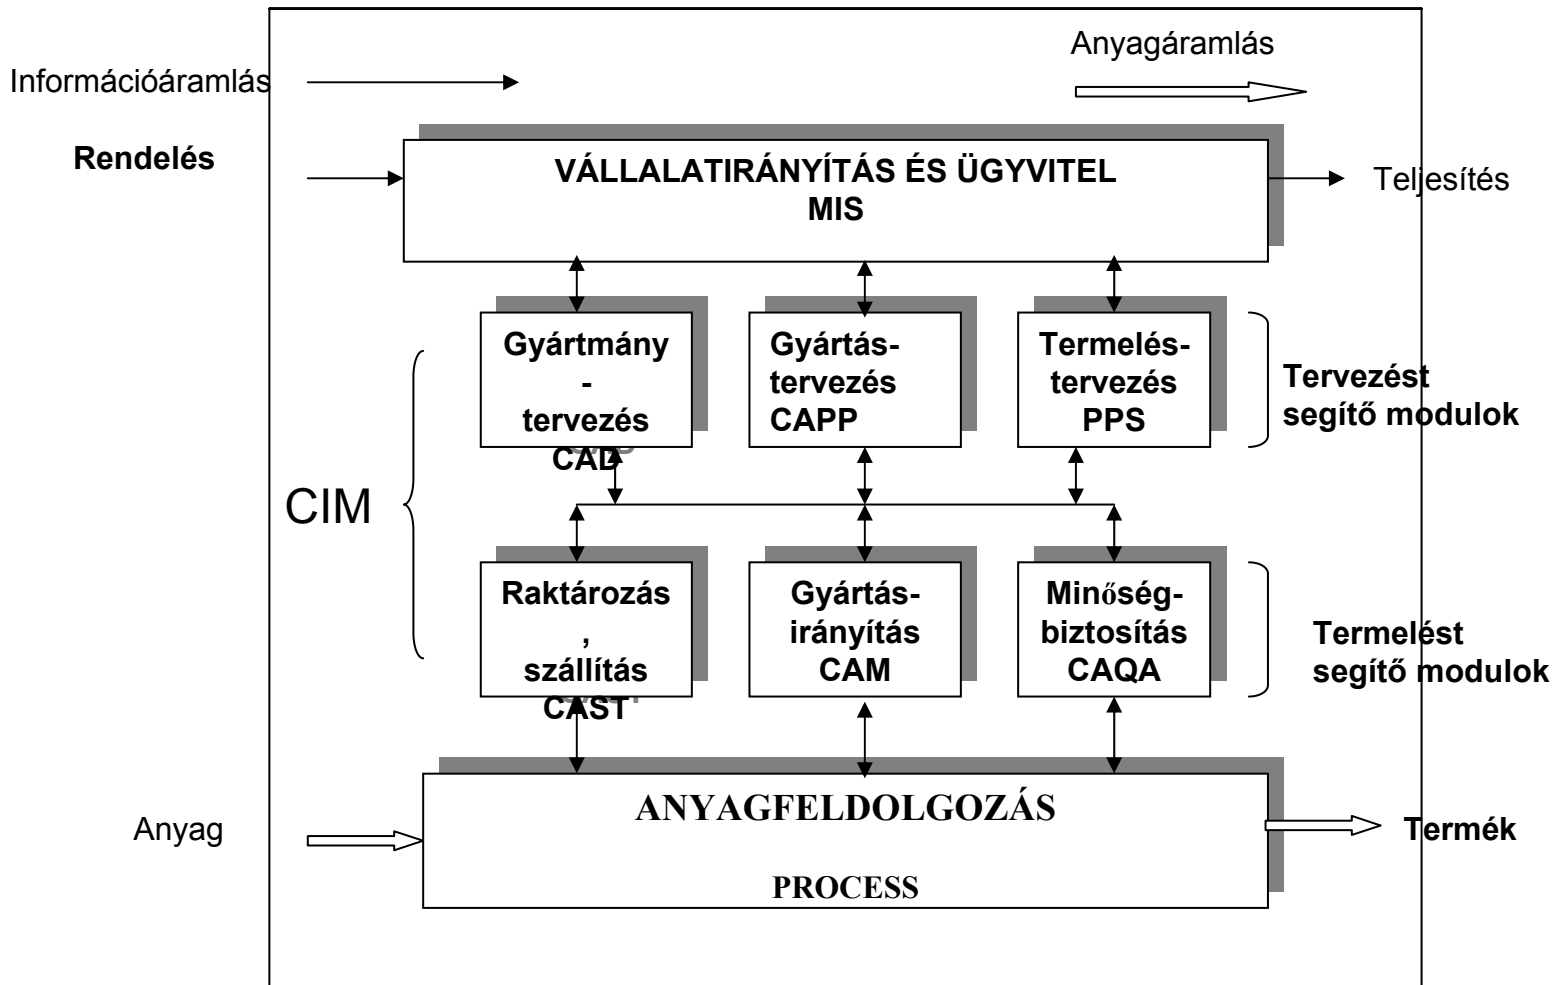 Anyagáramlás
Információáramlás
Rendelés
VÁLLALATIRÁNYÍTÁS ÉS ÜGYVITEL
MIS
Teljesítés
Gyártmány
-
tervezés
CAD
Gyártás-
tervezés
CAPP
Termelés-
tervezés
PPS
Tervezést
segítő modulok
CIM
Raktározás
,
szállítás
CAST
Gyártás-
irányítás
CAM
Minőség-
biztosítás
CAQA
Termelést
segítő modulok
Anyag
ANYAGFELDOLGOZÁS
PROCESS
Termék